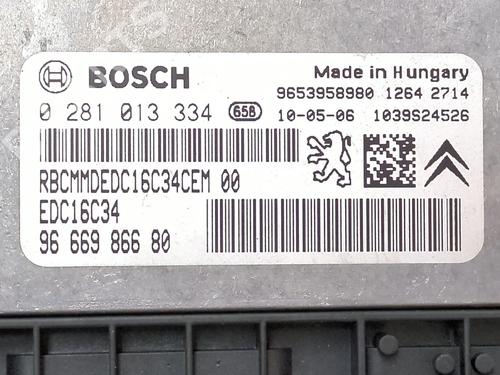 BOSCH
Made in Hungary
9653958980 1264 2714
0 281 013 334 65B 10-05-06 1039S24526
RBCMMDEDC16C34CEM 00
EDC16C34
96 669 866 80